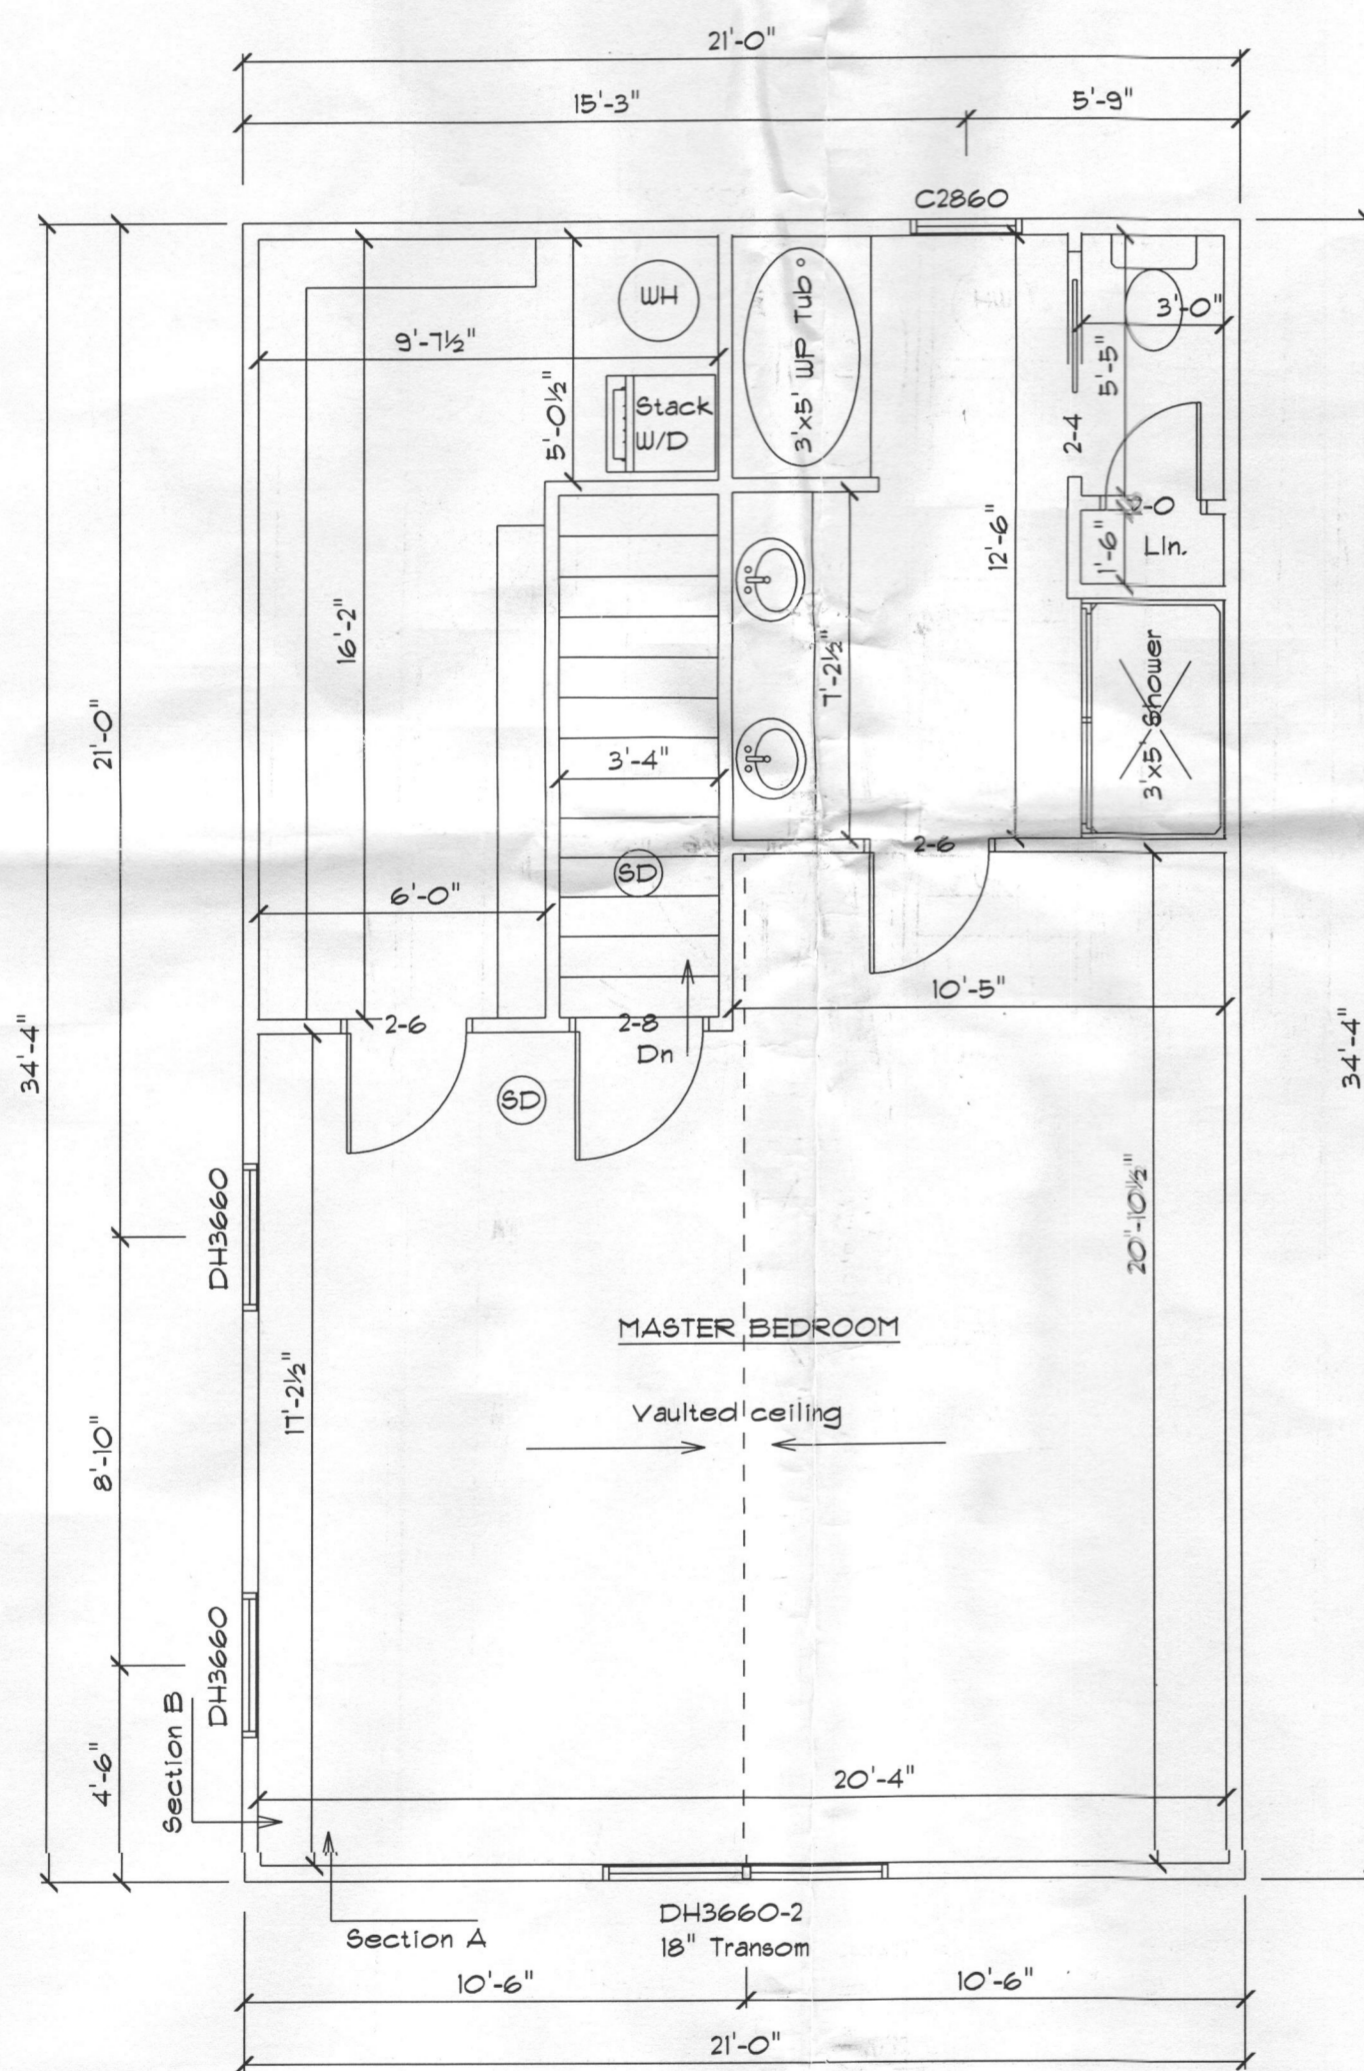 21'-0"
15'-3"
5'-9"
C2860
WH
3'x5' WP Tub
3'-0"
9'-7½"
5'-5"
Stack
W/D
5'-0½"
2-4
-0
1'-6"
Lln.
12'-6"
16'-2"
7'-2½"
3'x5' Shower
21'-0"
3'-4"
2-6
SD
6'-0"
10'-5"
2-6
2-8
Dn
34'-4"
34'-4"
SD
DH3660
20"-10½"'
MASTER BEDROOM
17'-2½"
Vaulted ceiling
8'-10"
DH3660
Section B
4'-6"
20'-4"
Section A
DH3660-2
18" Transom
10'-6"
10'-6"
21'-0"